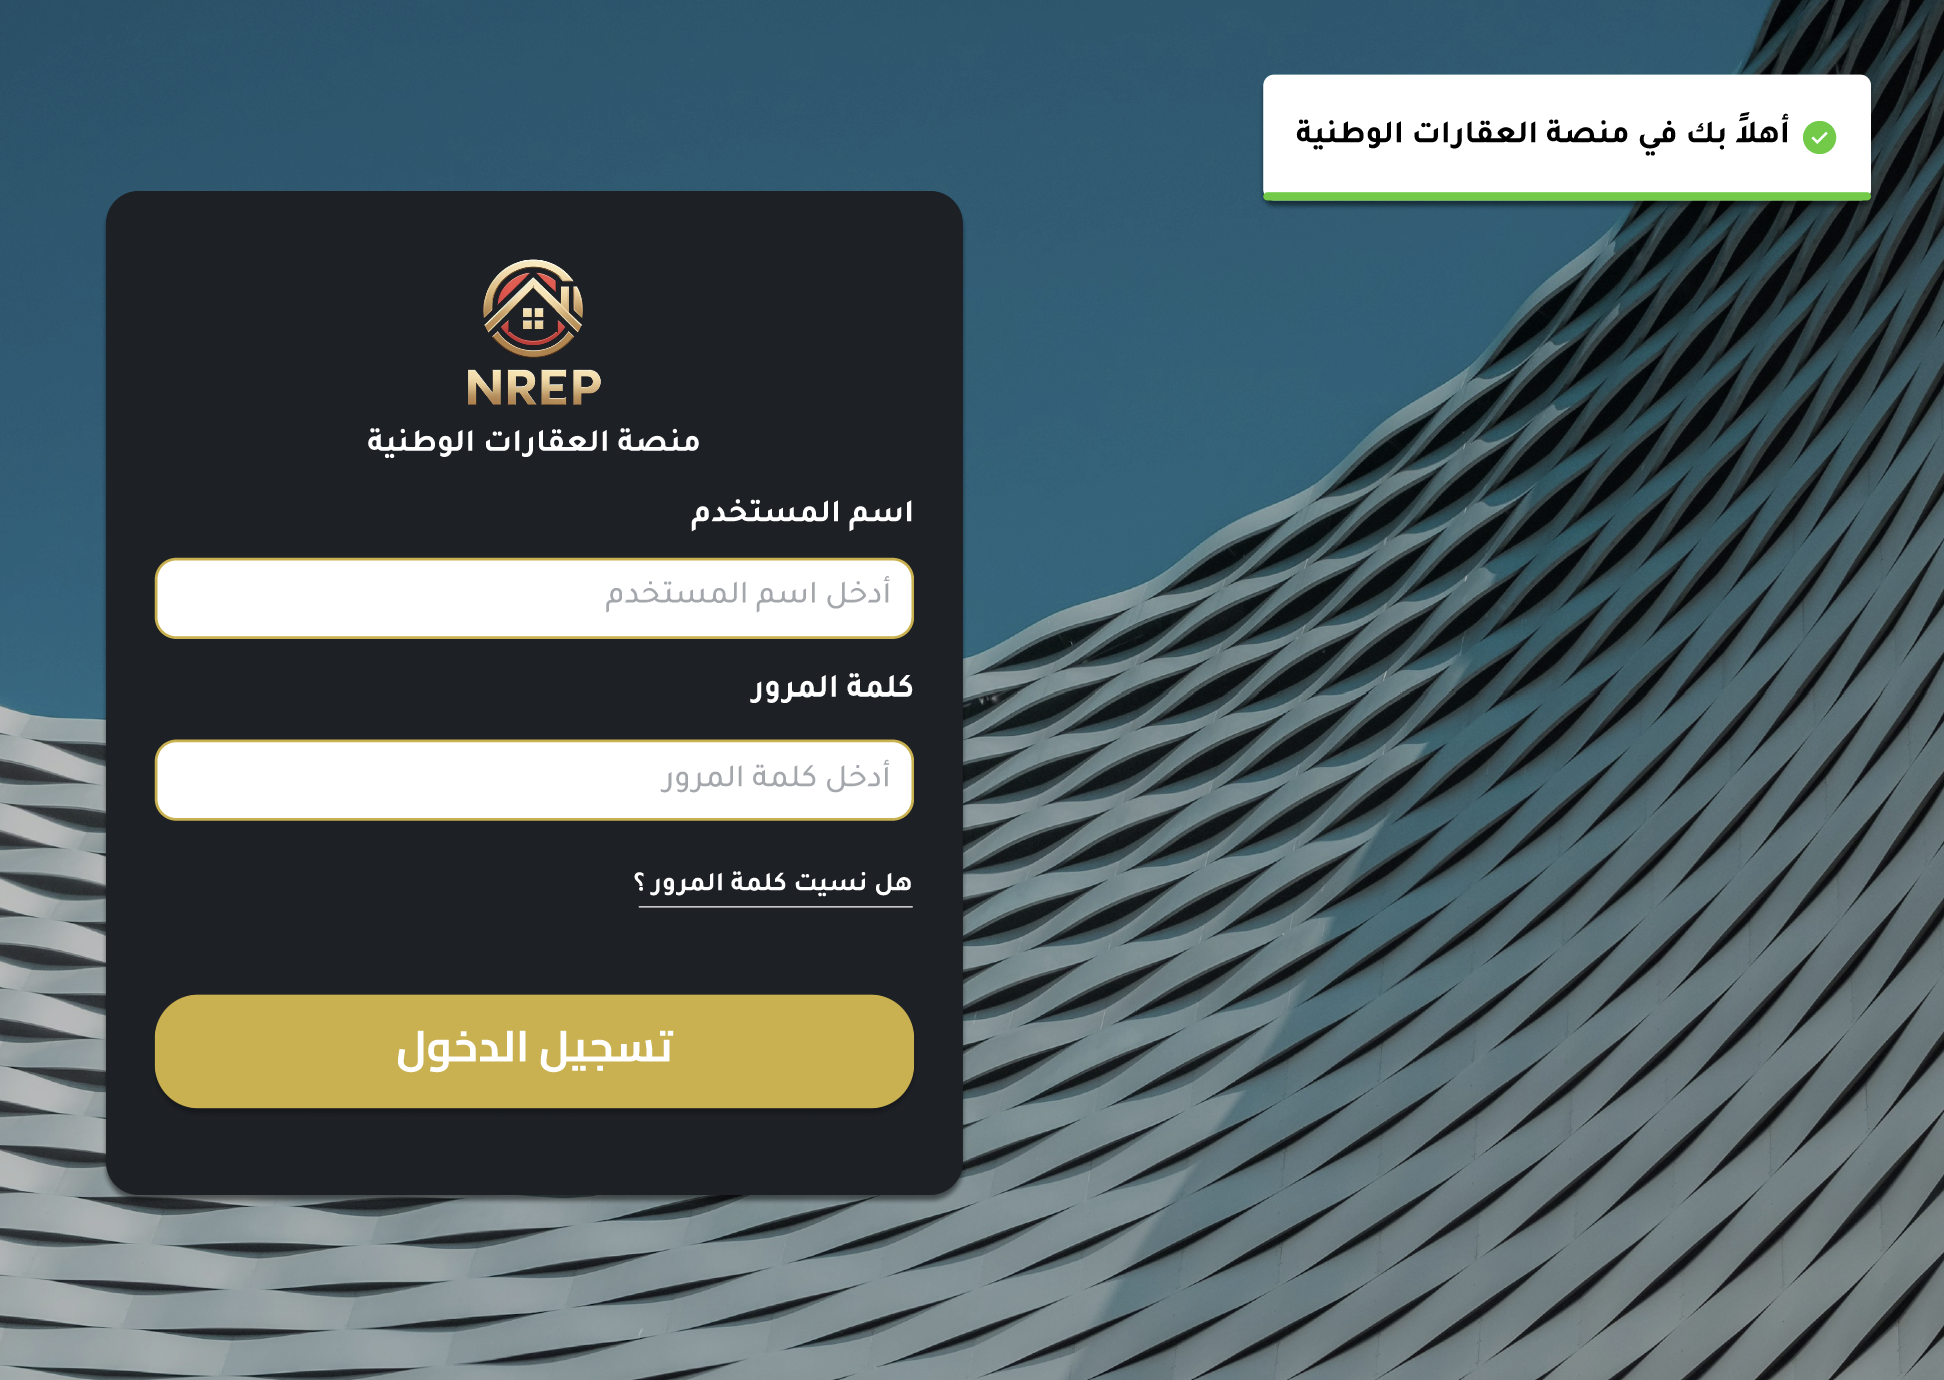 أهلاً بك في منصة العقارات الوطنية
NREP
منصة العقارات الوطنية
اسم المستخدم
أدخل اسم المستخدم
كلمة المرور
أدخل كلمة المرور
هل نسيت كلمة المرور ؟
تسجيل الدخول